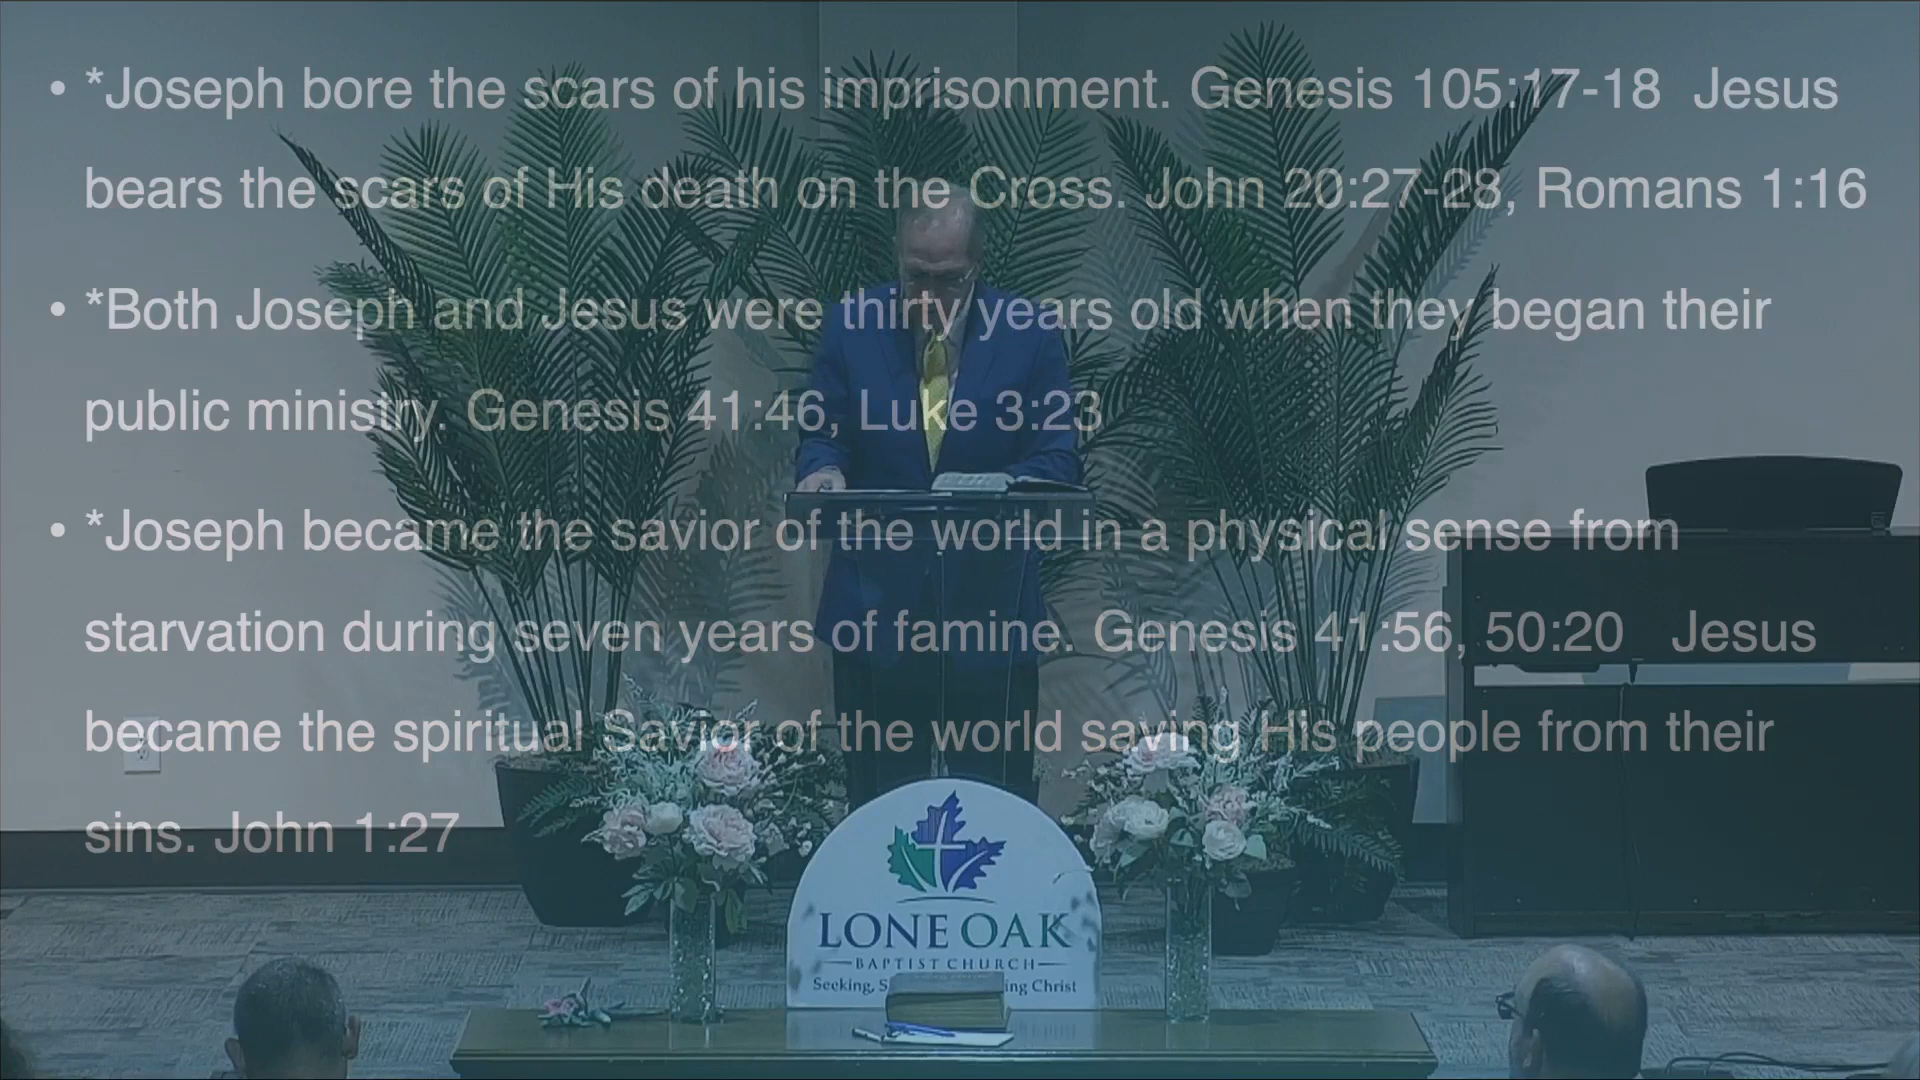 • *Joseph bore the scars of his imprisonment. Genesis 105:17-18 Jesus
bears the scars of His death on the Cross. John 20:27-28, Romans 1:16
• *Both Joseph and Jesus were thirty years old when they began their
public ministry. Genesis 41:46, Luke 3:23
• *Joseph became the savior of the world in a physical sense from
starvation during seven years of famine. Genesis 41:56, 50:20 Jesus
became the spiritual Savior of the world saving His people from their
sins. John 1:27
LONE OAK
BAPTIST CHURCH
Seeking, Christ